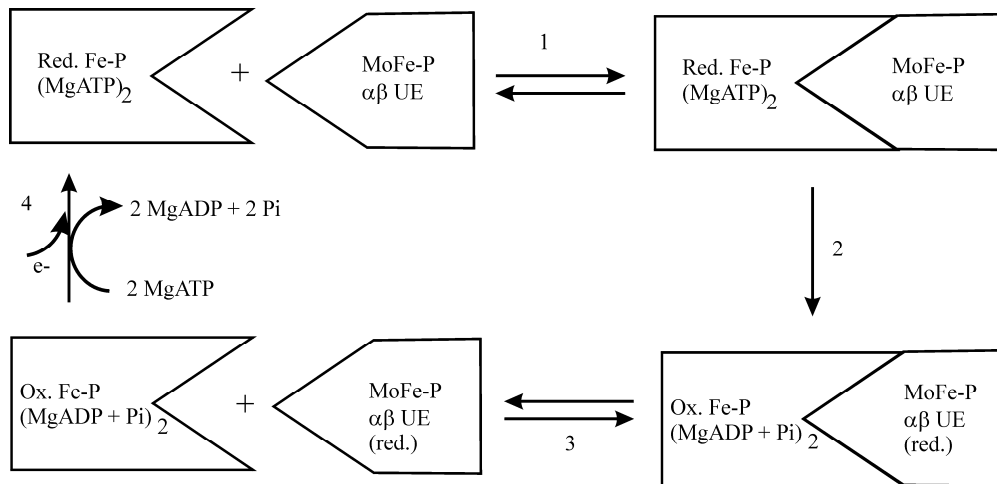 Red. Fe-P
(MgATP)2
+
MoFe-P
αβ UE
1
Red. Fe-P
(MgATP)2
MoFe-P
αβ UE
4
2 MgADP + 2 Pi
e-
2 MgATP
2
Ox. Fe-P
(MgADP + Pi)2
+
MoFe-P
αβ UE
(red.)
3
Ox. Fe-P
(MgADP + Pi)2
MoFe-P
αβ UE
(red.)